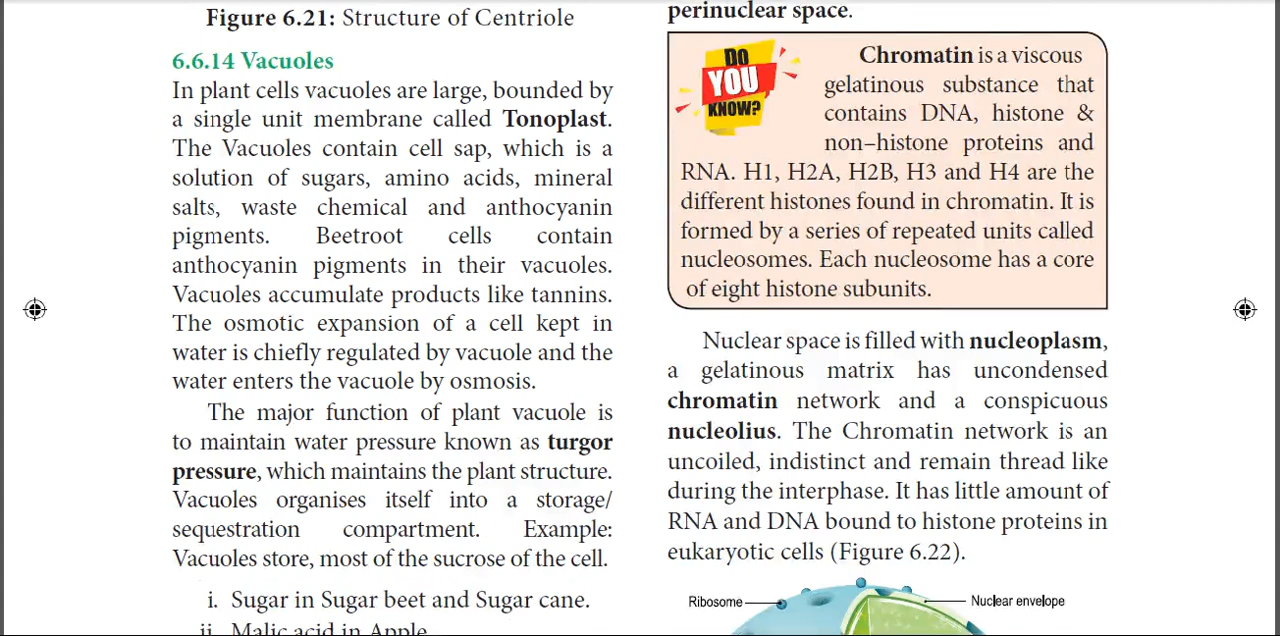 Figure 6.21: Structure of Centriole
6.6.14 Vacuoles
In plant cells vacuoles are large, bounded by
a single unit membrane called Tonoplast.
The Vacuoles contain cell sap, which is a
solution of sugars, amino acids, mineral
salts, waste chemical and anthocyanin
pigments. Beetroot cells contain
anthocyanin pigments in their vacuoles.
Vacuoles accumulate products like tannins.
The osmotic expansion of a cell kept in
water is chiefly regulated by vacuole and the
water enters the vacuole by osmosis.
The major function of plant vacuole is
to maintain water pressure known as turgor
pressure, which maintains the plant structure.
Vacuoles organises itself into a storage/
sequestration compartment. Example:
Vacuoles store, most of the sucrose of the cell.
i. Sugar in Sugar beet and Sugar cane.
ii. Malic acid in Apple.
perinuclear space.
DO
YOU
KNOW?
Chromatin is a viscous
gelatinous substance that
contains DNA, histone &
non–histone proteins and
RNA. H1, H2A, H2B, H3 and H4 are the
different histones found in chromatin. It is
formed by a series of repeated units called
nucleosomes. Each nucleosome has a core
of eight histone subunits.
Nuclear space is filled with nucleoplasm,
a gelatinous matrix has uncondensed
chromatin network and a conspicuous
nucleolius. The Chromatin network is an
uncoiled, indistinct and remain thread like
during the interphase. It has little amount of
RNA and DNA bound to histone proteins in
eukaryotic cells (Figure 6.22).
Ribosome
Nuclear envelope